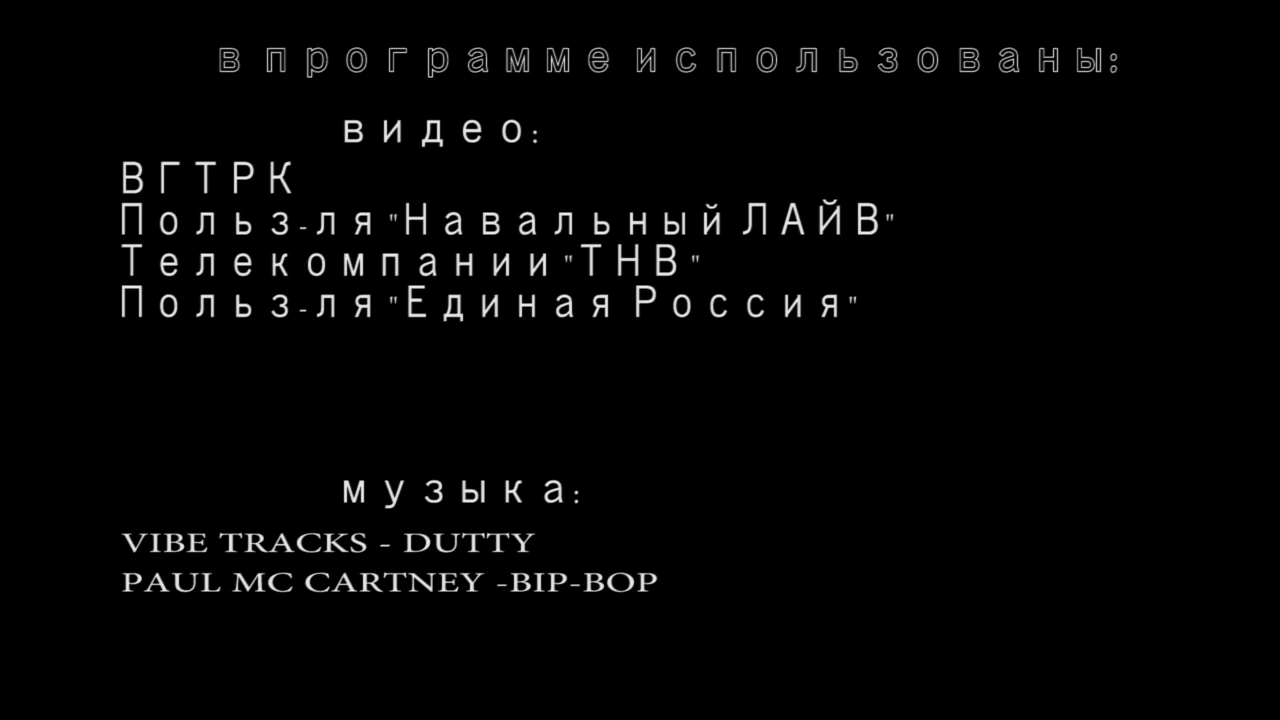 в программе использованы:
видео:
ВГТРК
Польз-ля "Навальный ЛАЙВ"
Телекомпании "ТНВ"
Польз-ля "Единая Россия"
музыка:
VIBE TRACKS - DUTTY
PAUL MC CARTNEY -BIP-BOP